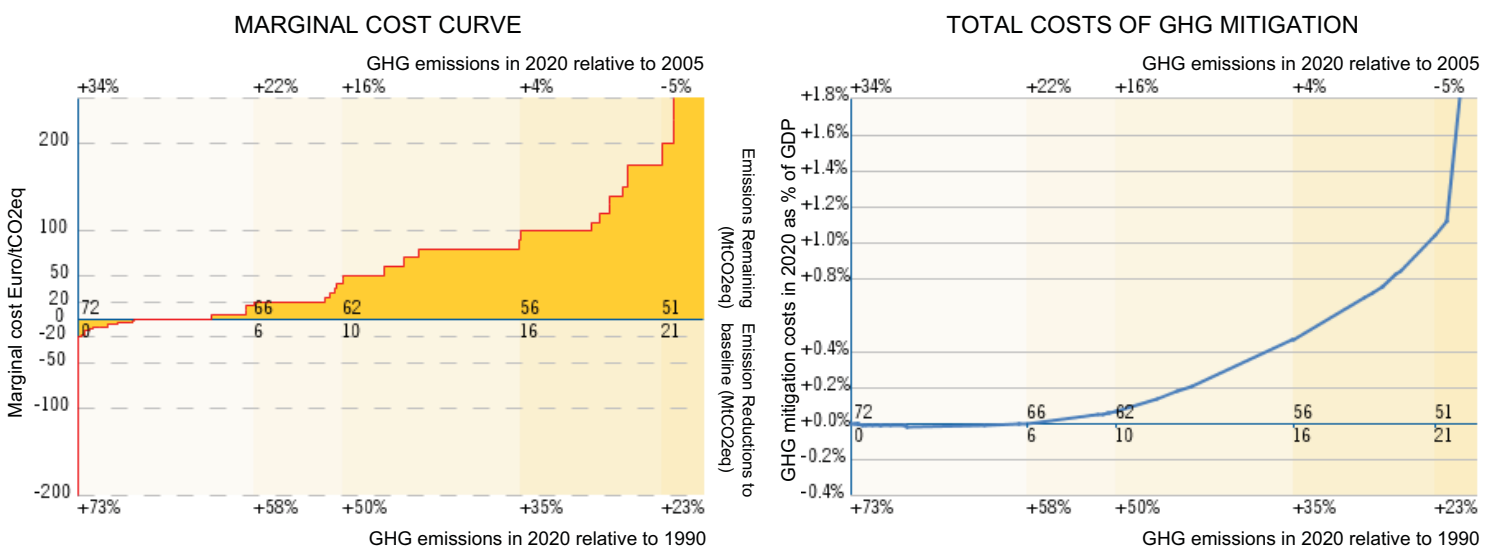 MARGINAL COST CURVE
GHG emissions in 2020 relative to 2005
+34% +22% +16% +4% -5%
Marginal cost Euro/tCO2eq
200
100
50
20
0
-20
-50
-100
-200
72 66 62 56 51
0 6 10 16 21
+73% +58% +50% +35% +23%
GHG emissions in 2020 relative to 1990
Emissions Remaining
(MtCO2eq)
Emission Reductions to
baseline (MtCO2eq)
TOTAL COSTS OF GHG MITIGATION
GHG emissions in 2020 relative to 2005
+34% +22% +16% +4% -5%
GHG mitigation costs in 2020 as % of GDP
+1.8%
+1.6%
+1.4%
+1.2%
+1.0%
+0.8%
+0.4%
+0.2%
+0.0%
-0.2%
-0.4%
72 66 62 56 51
0 6 10 16 21
+73% +58% +50% +35% +23%
GHG emissions in 2020 relative to 1990